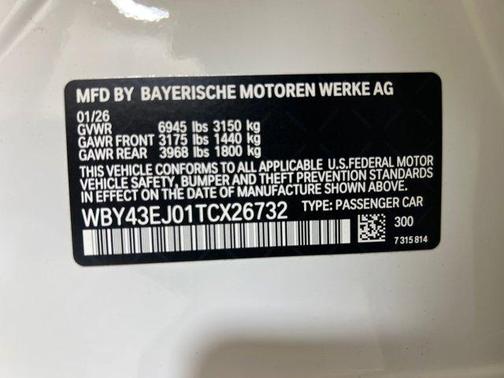 MFD BY BAYERISCHE MOTOREN WERKE AG
01/26
GVWR 6945 lbs 3150 kg
GAWR FRONT 3175 lbs 1440 kg
GAWR REAR 3968 lbs 1800 kg
THIS VEHICLE CONFORMS TO ALL APPLICABLE U.S.FEDERAL MOTOR
VEHICLE SAFETY, BUMPER AND THEFT PREVENTION STANDARDS
IN EFFECT ON THE DATE OF MANUFACTURE SHOWN ABOVE.
WBY43EJ01TCX26732 TYPE: PASSENGER CAR
300
7 315 814